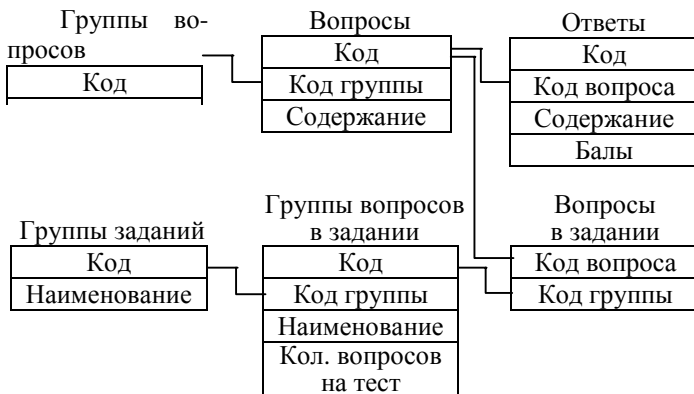 Группы во-
просов
Код
Вопросы
Код
Код группы
Содержание
Ответы
Код
Код вопроса
Содержание
Балы
Группы заданий
Код
Наименование
Группы вопросов
в задании
Код
Код группы
Наименование
Кол. вопросов
на тест
Вопросы
в задании
Код вопроса
Код группы